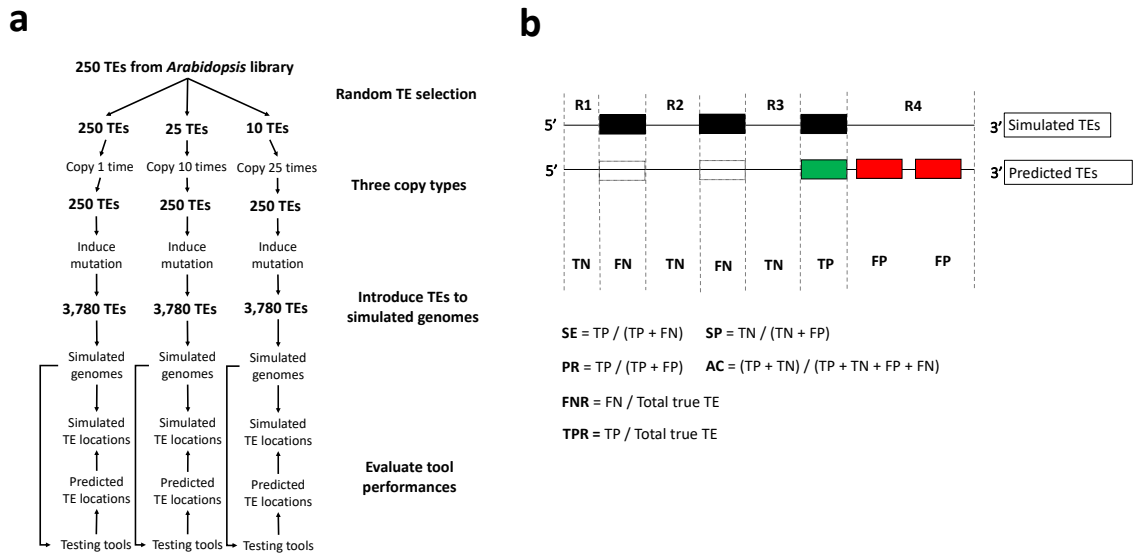 a
250 TEs from Arabidopsis library
Random TE selection
250 TEs
25 TEs
10 TEs
Copy 1 time
Copy 10 times
Copy 25 times
Three copy types
250 TEs
250 TEs
250 TEs
Induce
mutation
Induce
mutation
Induce
mutation
3,780 TEs
3,780 TEs
3,780 TEs
Introduce TEs to
simulated genomes
Simulated
genomes
Simulated
genomes
Simulated
genomes
Simulated
TE locations
Simulated
TE locations
Simulated
TE locations
Predicted
TE locations
Predicted
TE locations
Predicted
TE locations
Evaluate tool
performances
Testing tools
Testing tools
Testing tools
b
R1
R2
R3
R4
5’
3’
Simulated TEs
5’
3’
Predicted TEs
TN
FN
TN
FN
TN
TP
FP
FP
SE = TP / (TP + FN)
SP = TN / (TN + FP)
PR = TP / (TP + FP)
AC = (TP + TN) / (TP + TN + FP + FN)
FNR = FN / Total true TE
TPR = TP / Total true TE